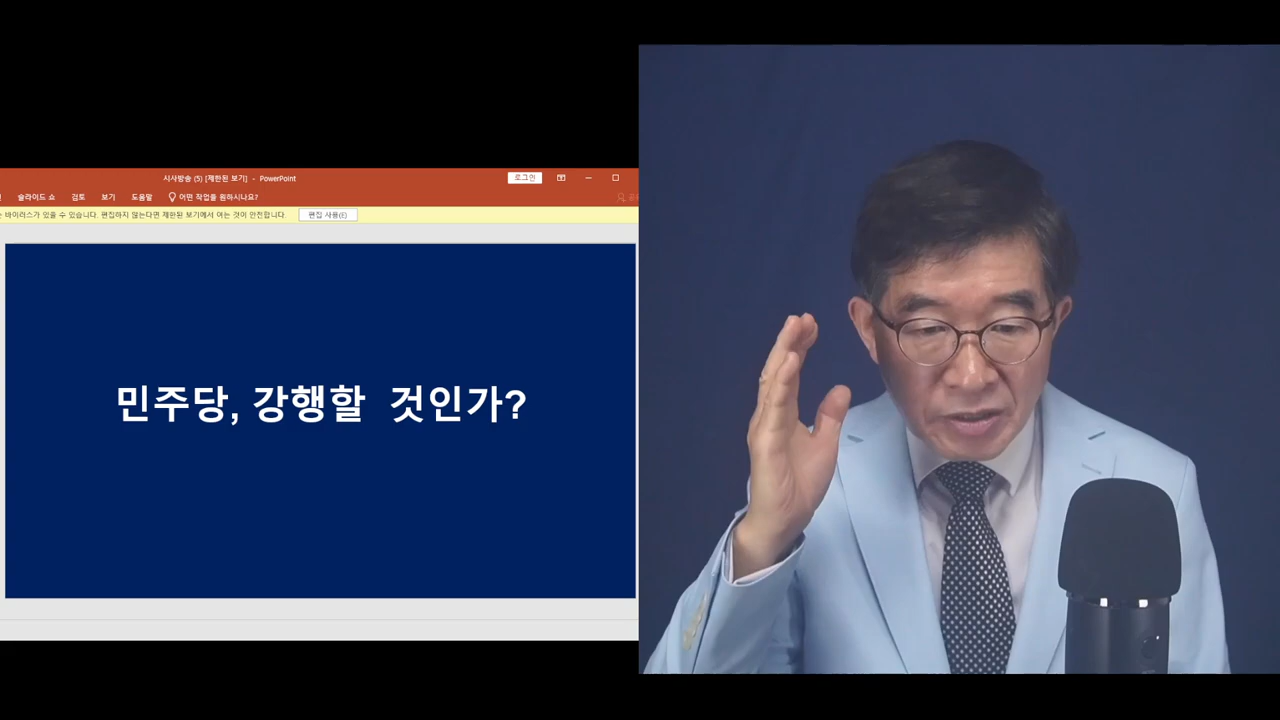 시사방송 (5) [제한된 보기] - PowerPoint
로그인
슬라이드 쇼 검토 보기 도움말 어떤 작업을 원하시나요?
바이러스가 있을 수 있습니다. 편집하지 않는다면 제한된 보기에서 여는 것이 안전합니다.
편집 사용(E)
민주당, 강행할 것인가?